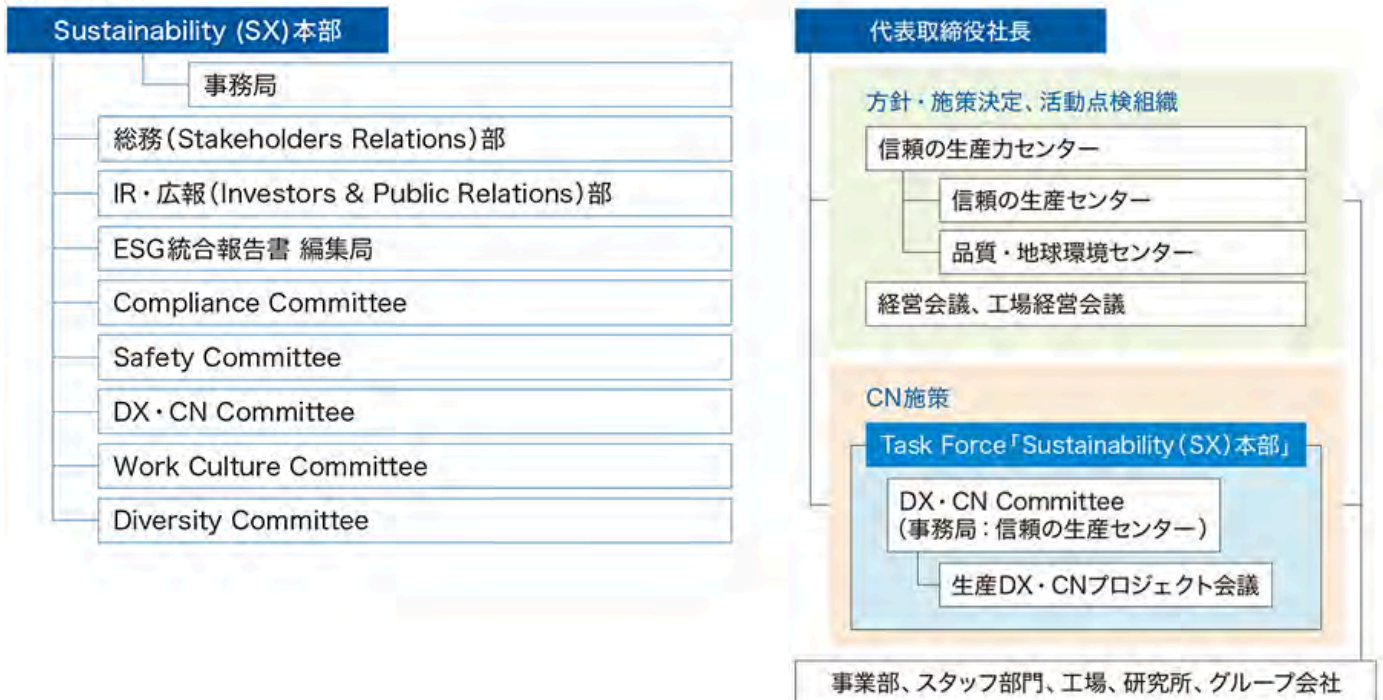 Sustainability (SX)本部
事務局
総務(Stakeholders Relations)部
IR・広報(Investors & Public Relations)部
ESG統合報告書 編集局
Compliance Committee
Safety Committee
DX・CN Committee
Work Culture Committee
Diversity Committee
代表取締役社長
方針・施策決定、活動点検組織
信頼の生産力センター
信頼の生産センター
品質・地球環境センター
経営会議、工場経営会議
CN施策
Task Force「Sustainability(SX)本部」
DX・CN Committee
(事務局:信頼の生産センター)
生産DX・CNプロジェクト会議
事業部、スタッフ部門、工場、研究所、グループ会社